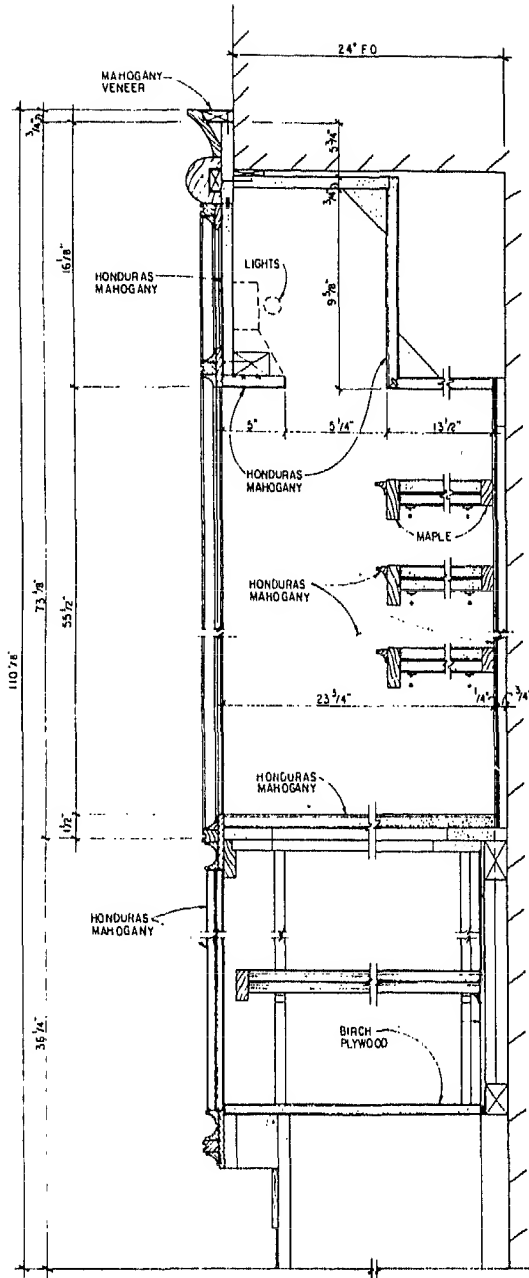 24" F O
MAHOGANY
VENEER
3/4"
5 3/4"
3/4"
16 1/8"
HONDURAS
MAHOGANY
LIGHTS
9 5/8"
5"
5 1/4"
13 1/2"
HONDURAS
MAHOGANY
MAPLE
HONDURAS
MAHOGANY
110 7/8"
73 1/8"
55 1/2"
23 3/4"
1/4"
3/4"
HONDURAS
MAHOGANY
1 1/2"
HONDURAS
MAHOGANY
36 1/4"
BIRCH
PLYWOOD